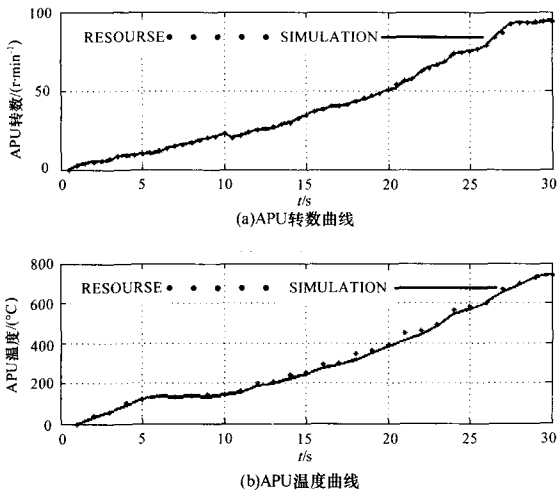 100
RESOURSE SIMULATION
50
0
APU转数/(r·min⁻¹)
0 5 10 15 20 25 30
t/s
(a)APU转数曲线
800
RESOURSE SIMULATION
600
400
200
0
APU温度/(°C)
0 5 10 15 20 25 30
t/s
(b)APU温度曲线